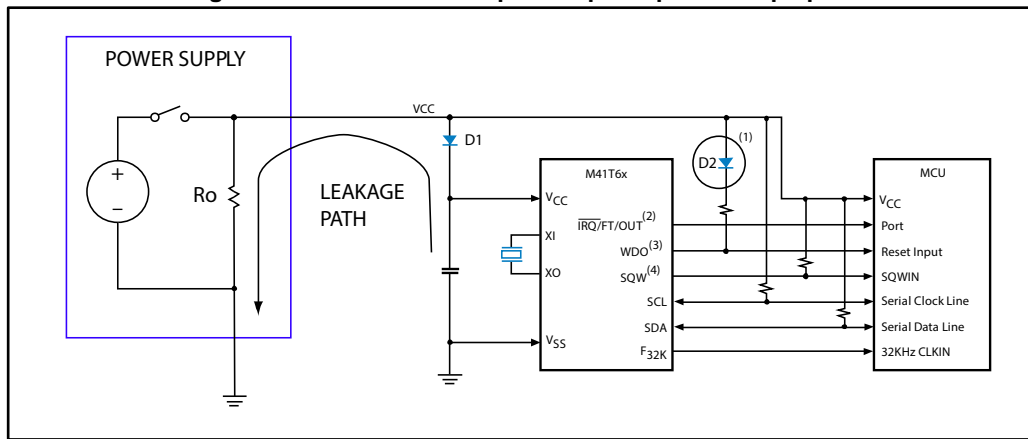 POWER SUPPLY
VCC
D1
(1)
D2
+
–
Ro
LEAKAGE
PATH
M41T6x
VCC
XI
XO
VSS
IRQ/FT/OUT(2)
WDO(3)
SQW(4)
SCL
SDA
F32K
MCU
VCC
Port
Reset Input
SQWIN
Serial Clock Line
Serial Data Line
32KHz CLKIN